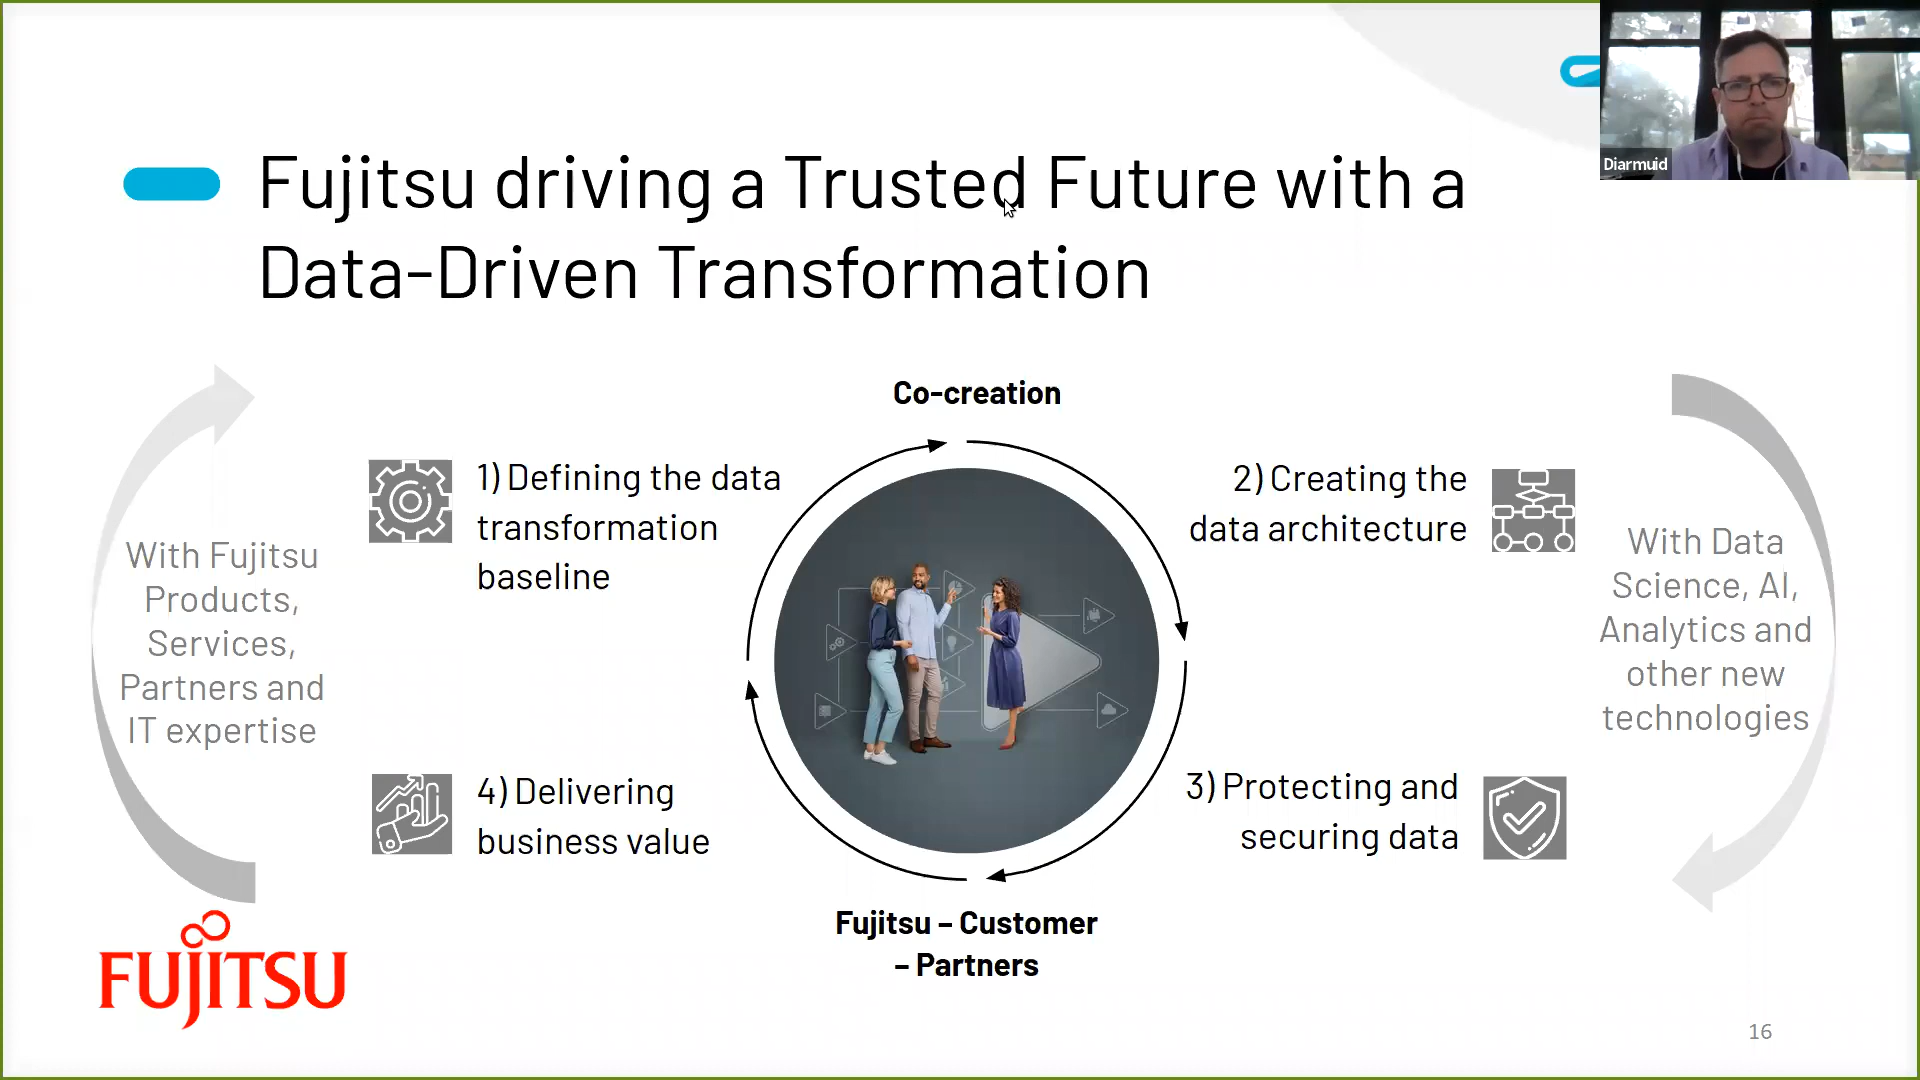 Diarmuid
Fujitsu driving a Trusted Future with a
Data-Driven Transformation
Co-creation
1) Defining the data
transformation
baseline
2) Creating the
data architecture
With Fujitsu
Products,
Services,
Partners and
IT expertise
With Data
Science, AI,
Analytics and
other new
technologies
4) Delivering
business value
3) Protecting and
securing data
Fujitsu – Customer
– Partners
FUJITSU
16